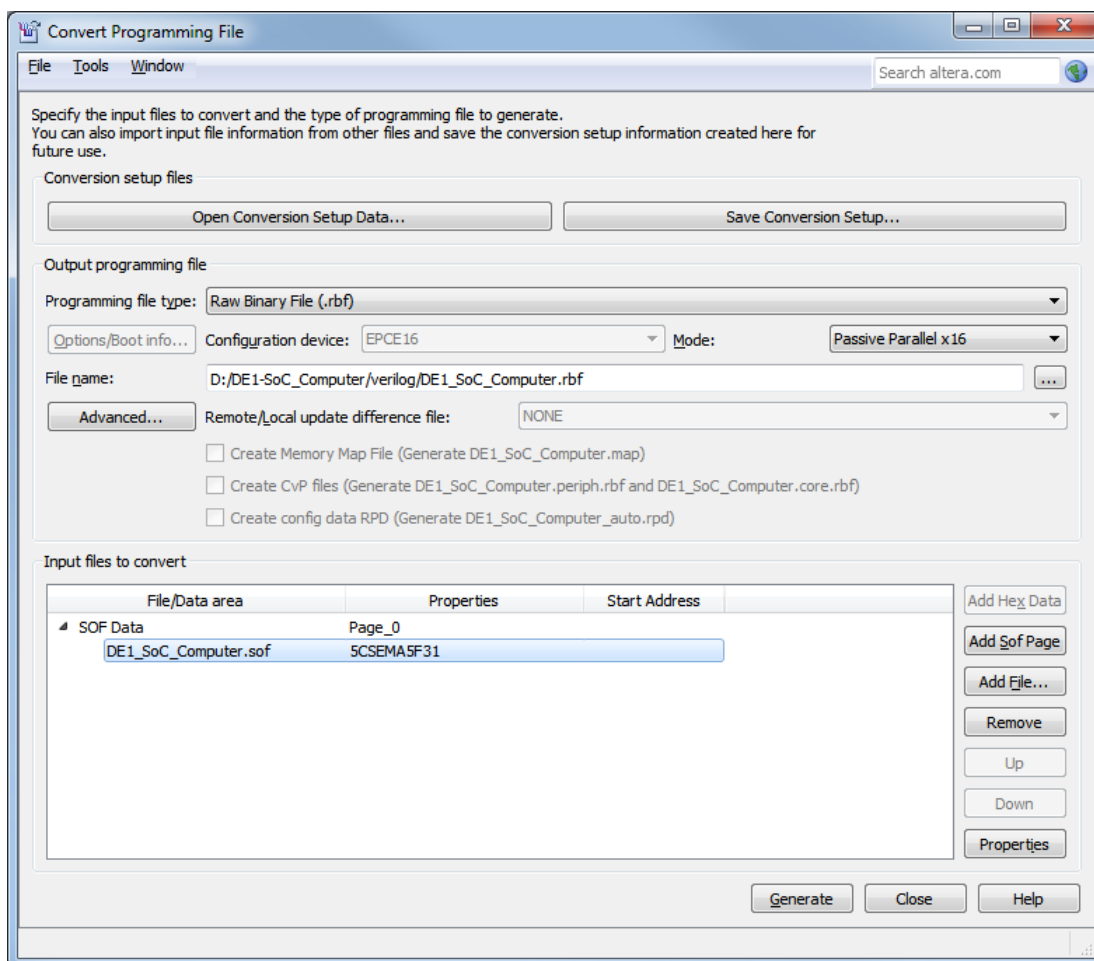 Convert Programming File
File Tools Window
Search altera.com
Specify the input files to convert and the type of programming file to generate.
You can also import input file information from other files and save the conversion setup information created here for
future use.
Conversion setup files
Open Conversion Setup Data... Save Conversion Setup...
Output programming file
Programming file type: Raw Binary File (.rbf)
Options/Boot info... Configuration device: EPCE16 Mode: Passive Parallel x16
File name: D:/DE1-SoC_Computer/verilog/DE1_SoC_Computer.rbf ...
Advanced... Remote/Local update difference file: NONE
Create Memory Map File (Generate DE1_SoC_Computer.map)
Create CvP files (Generate DE1_SoC_Computer.periph.rbf and DE1_SoC_Computer.core.rbf)
Create config data RPD (Generate DE1_SoC_Computer_auto.rpd)
Input files to convert
File/Data area Properties Start Address
SOF Data Page_0
DE1_SoC_Computer.sof 5CSEMA5F31
Add Hex Data
Add Sof Page
Add File...
Remove
Up
Down
Properties
Generate Close Help